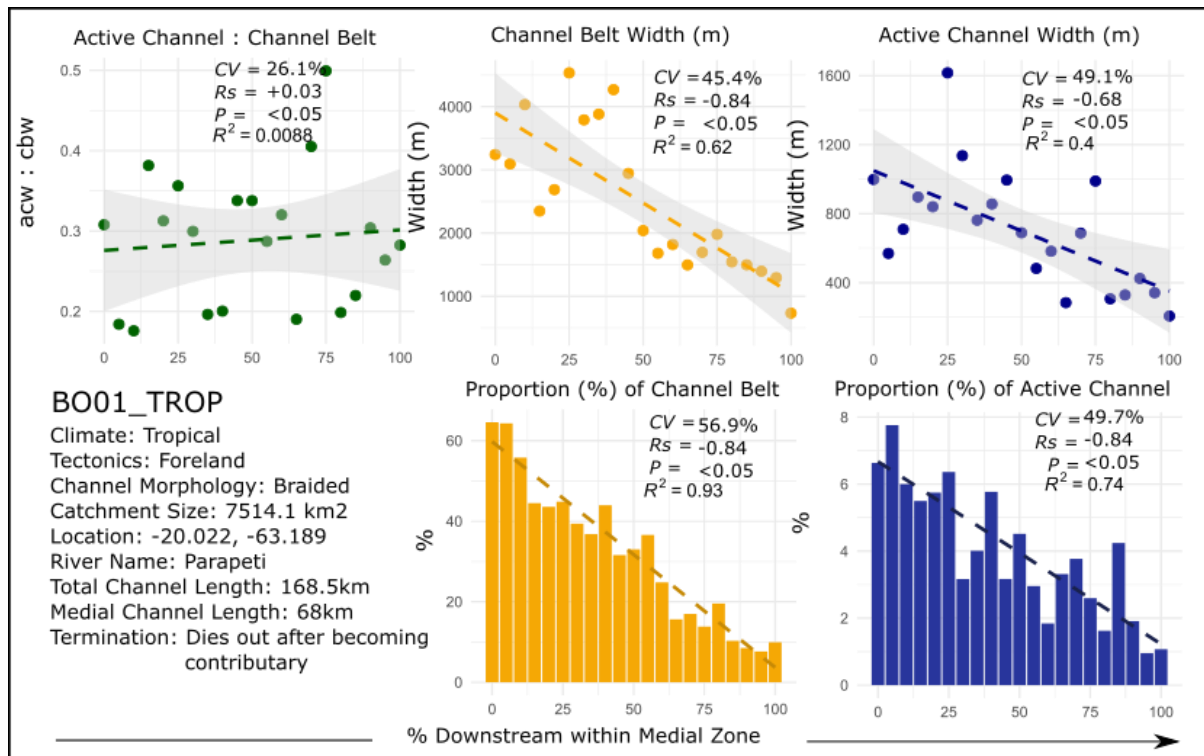 Active Channel : Channel Belt
CV = 26.1%
Rs = +0.03
P = <0.05
R² = 0.0088
acw : cbw
0.5
0.4
0.3
0.2
0
25
50
75
100
Channel Belt Width (m)
CV = 45.4%
Rs = -0.84
P = <0.05
R² = 0.62
Width (m)
4000
3000
2000
1000
0
25
50
75
100
Active Channel Width (m)
CV = 49.1%
Rs = -0.68
P = <0.05
R² = 0.4
Width (m)
1600
1200
800
400
0
25
50
75
100
BO01_TROP
Climate: Tropical
Tectonics: Foreland
Channel Morphology: Braided
Catchment Size: 7514.1 km2
Location: -20.022, -63.189
River Name: Parapeti
Total Channel Length: 168.5km
Medial Channel Length: 68km
Termination: Dies out after becoming
contributary
Proportion (%) of Channel Belt
CV = 56.9%
Rs = -0.84
P = <0.05
R² = 0.93
%
60
40
20
0
0
25
50
75
100
Proportion (%) of Active Channel
CV = 49.7%
Rs = -0.84
P = <0.05
R² = 0.74
%
8
6
4
2
0
0
25
50
75
100
% Downstream within Medial Zone